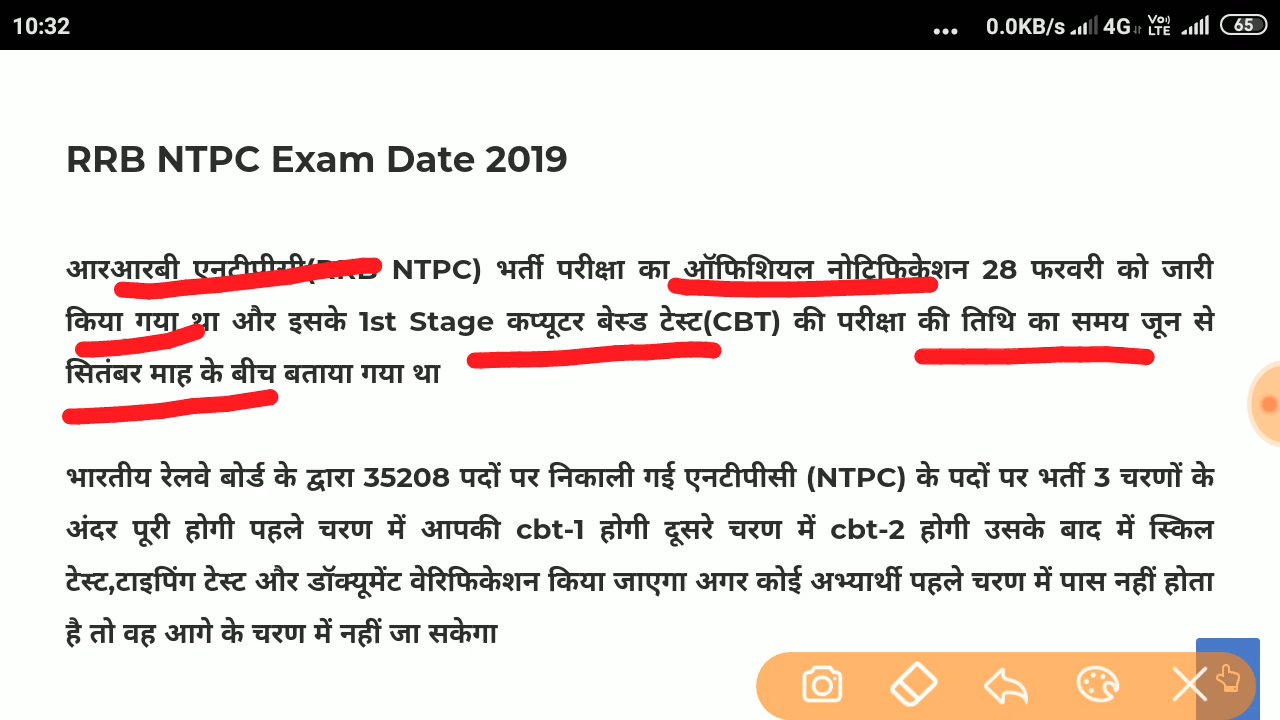 10:32
... 0.0KB/s 4G Vo)) LTE 65
RRB NTPC Exam Date 2019
आरआरबी एनटीपीसी(RRB NTPC) भर्ती परीक्षा का ऑफिशियल नोटिफिकेशन 28 फरवरी को जारी
किया गया था और इसके 1st Stage कप्यूटर बेस्ड टेस्ट(CBT) की परीक्षा की तिथि का समय जून से
सितंबर माह के बीच बताया गया था
भारतीय रेलवे बोर्ड के द्वारा 35208 पदों पर निकाली गई एनटीपीसी (NTPC) के पदों पर भर्ती 3 चरणों के
अंदर पूरी होगी पहले चरण में आपकी cbt-1 होगी दूसरे चरण में cbt-2 होगी उसके बाद में स्किल
टेस्ट,टाइपिंग टेस्ट और डॉक्यूमेंट वेरिफिकेशन किया जाएगा अगर कोई अभ्यार्थी पहले चरण में पास नहीं होता
है तो वह आगे के चरण में नहीं जा सकेगा